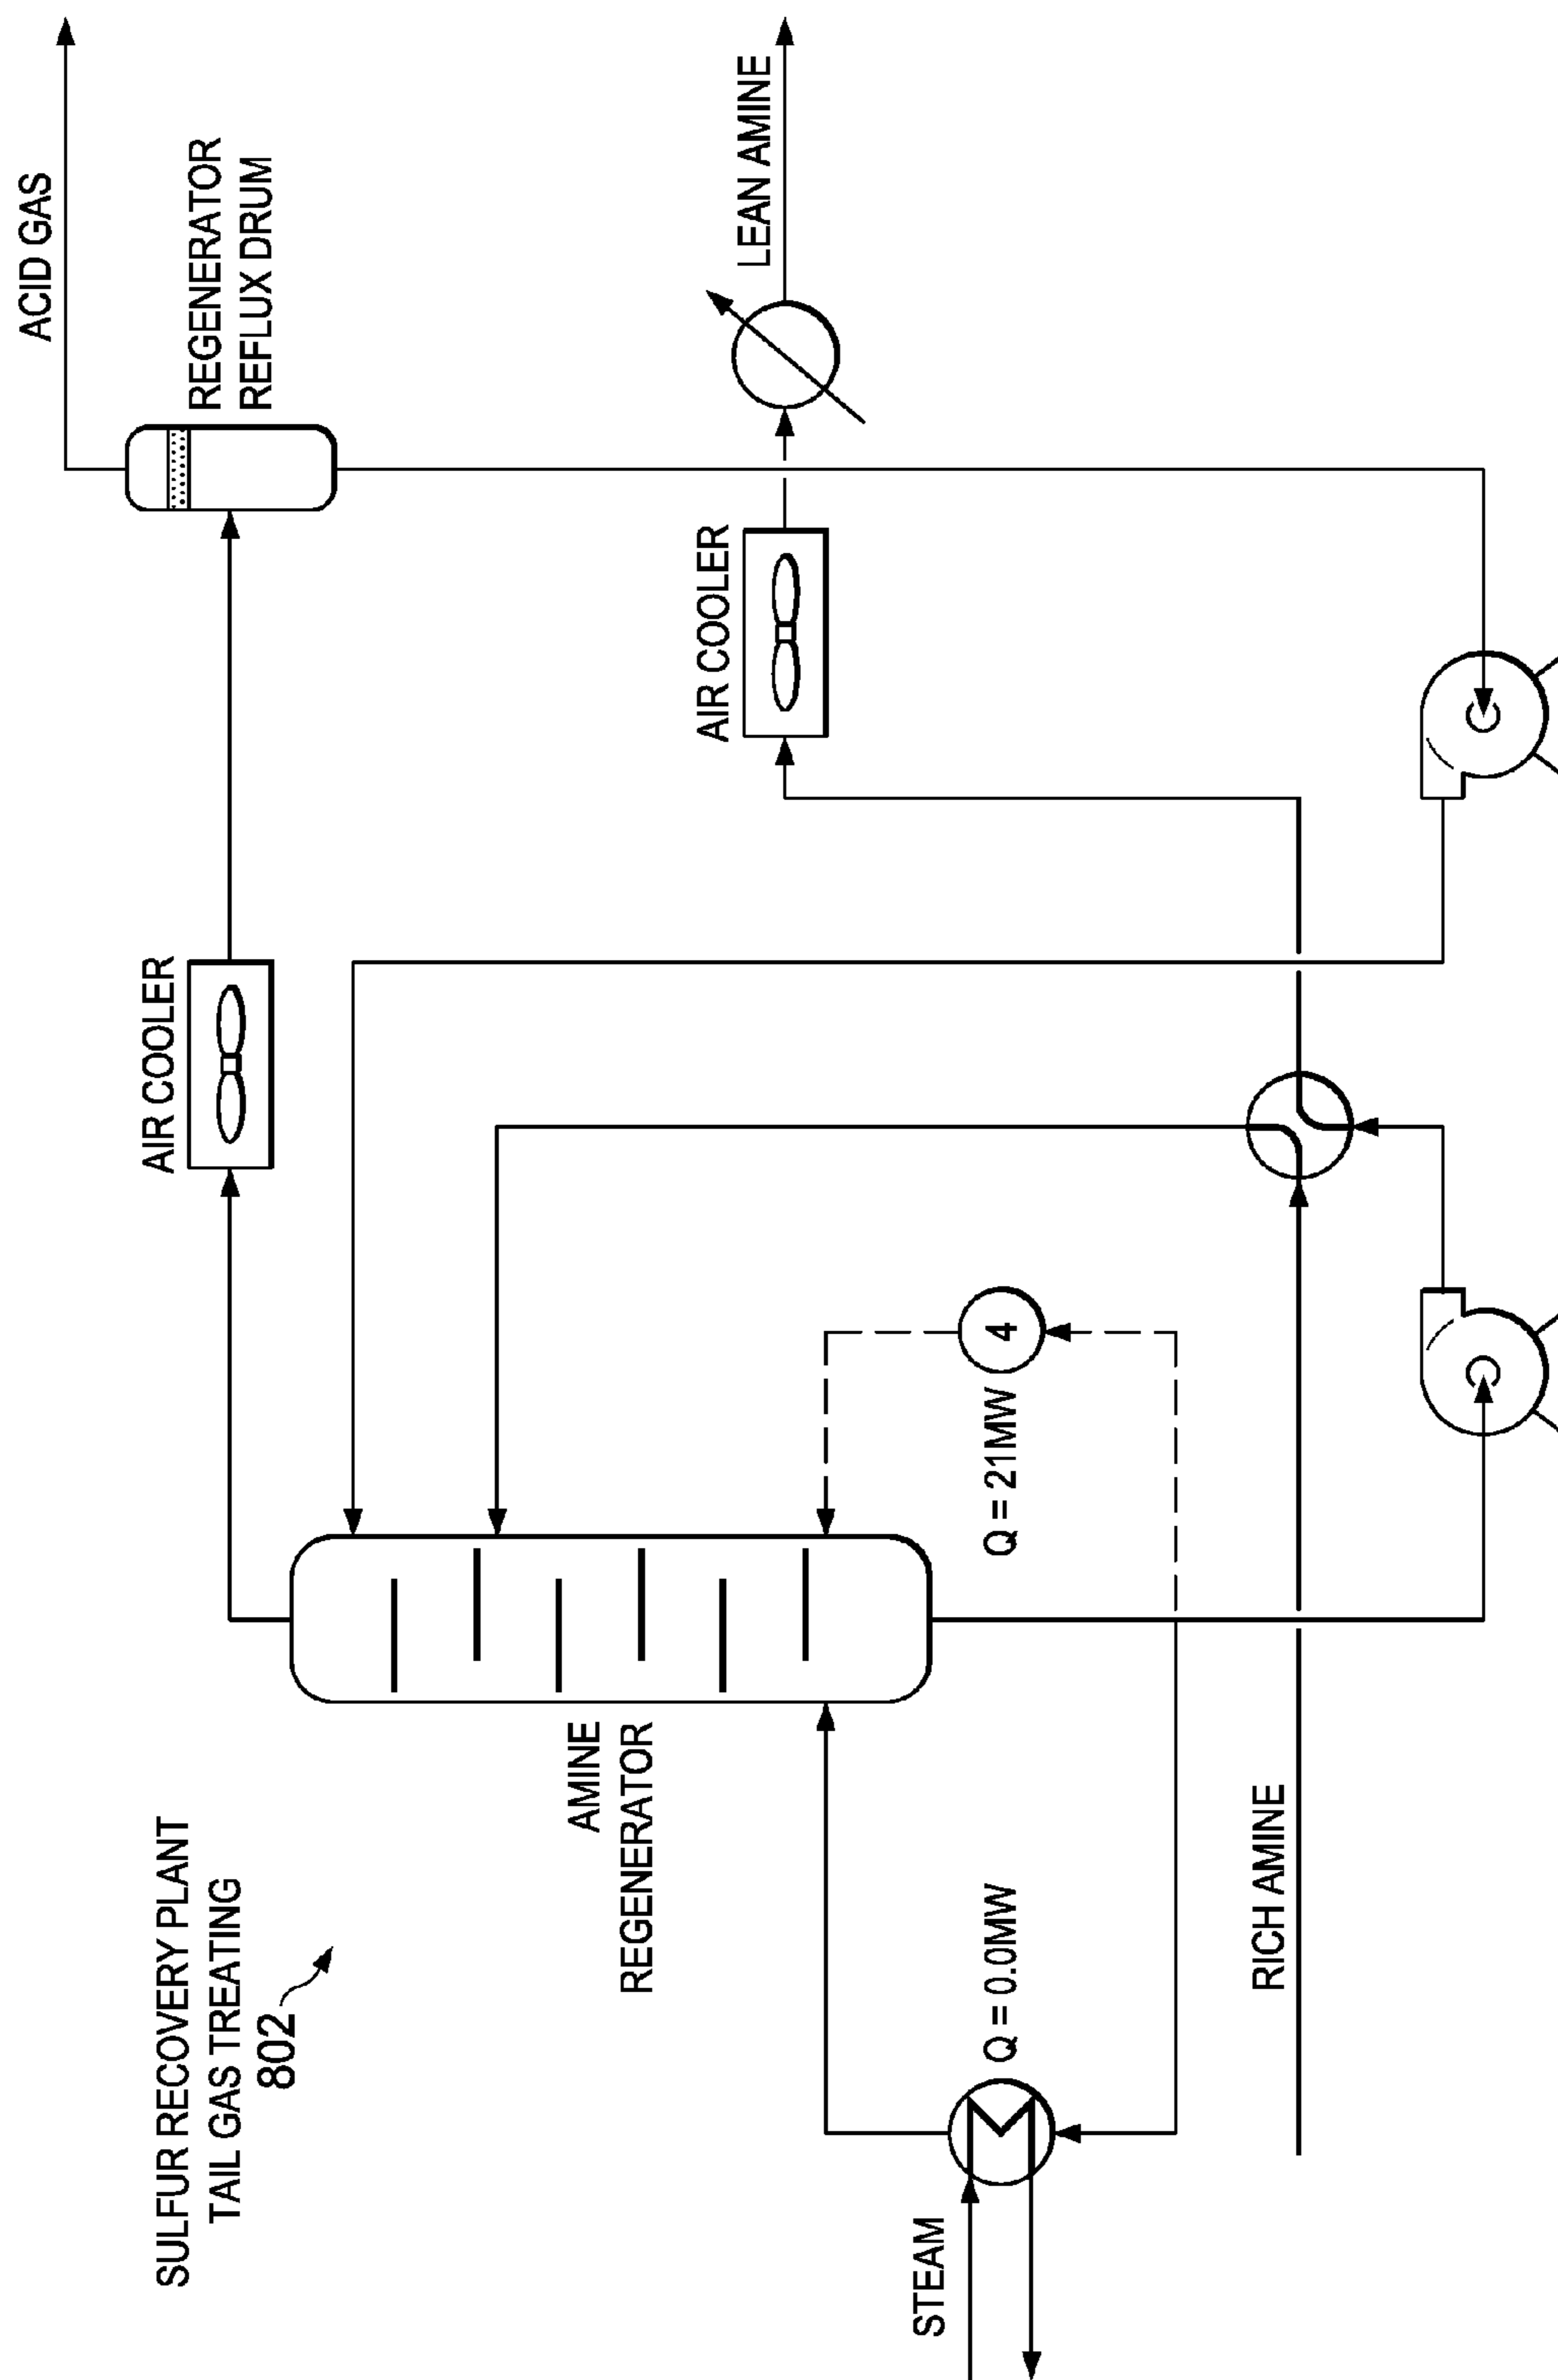 SULFUR RECOVERY PLANT
TAIL GAS TREATING
802
ACID GAS
AIR COOLER
REGENERATOR
REFLUX DRUM
AMINE
REGENERATOR
AIR COOLER
LEAN AMINE
STEAM
Q = 0.0MW
Q = 21MW
4
RICH AMINE